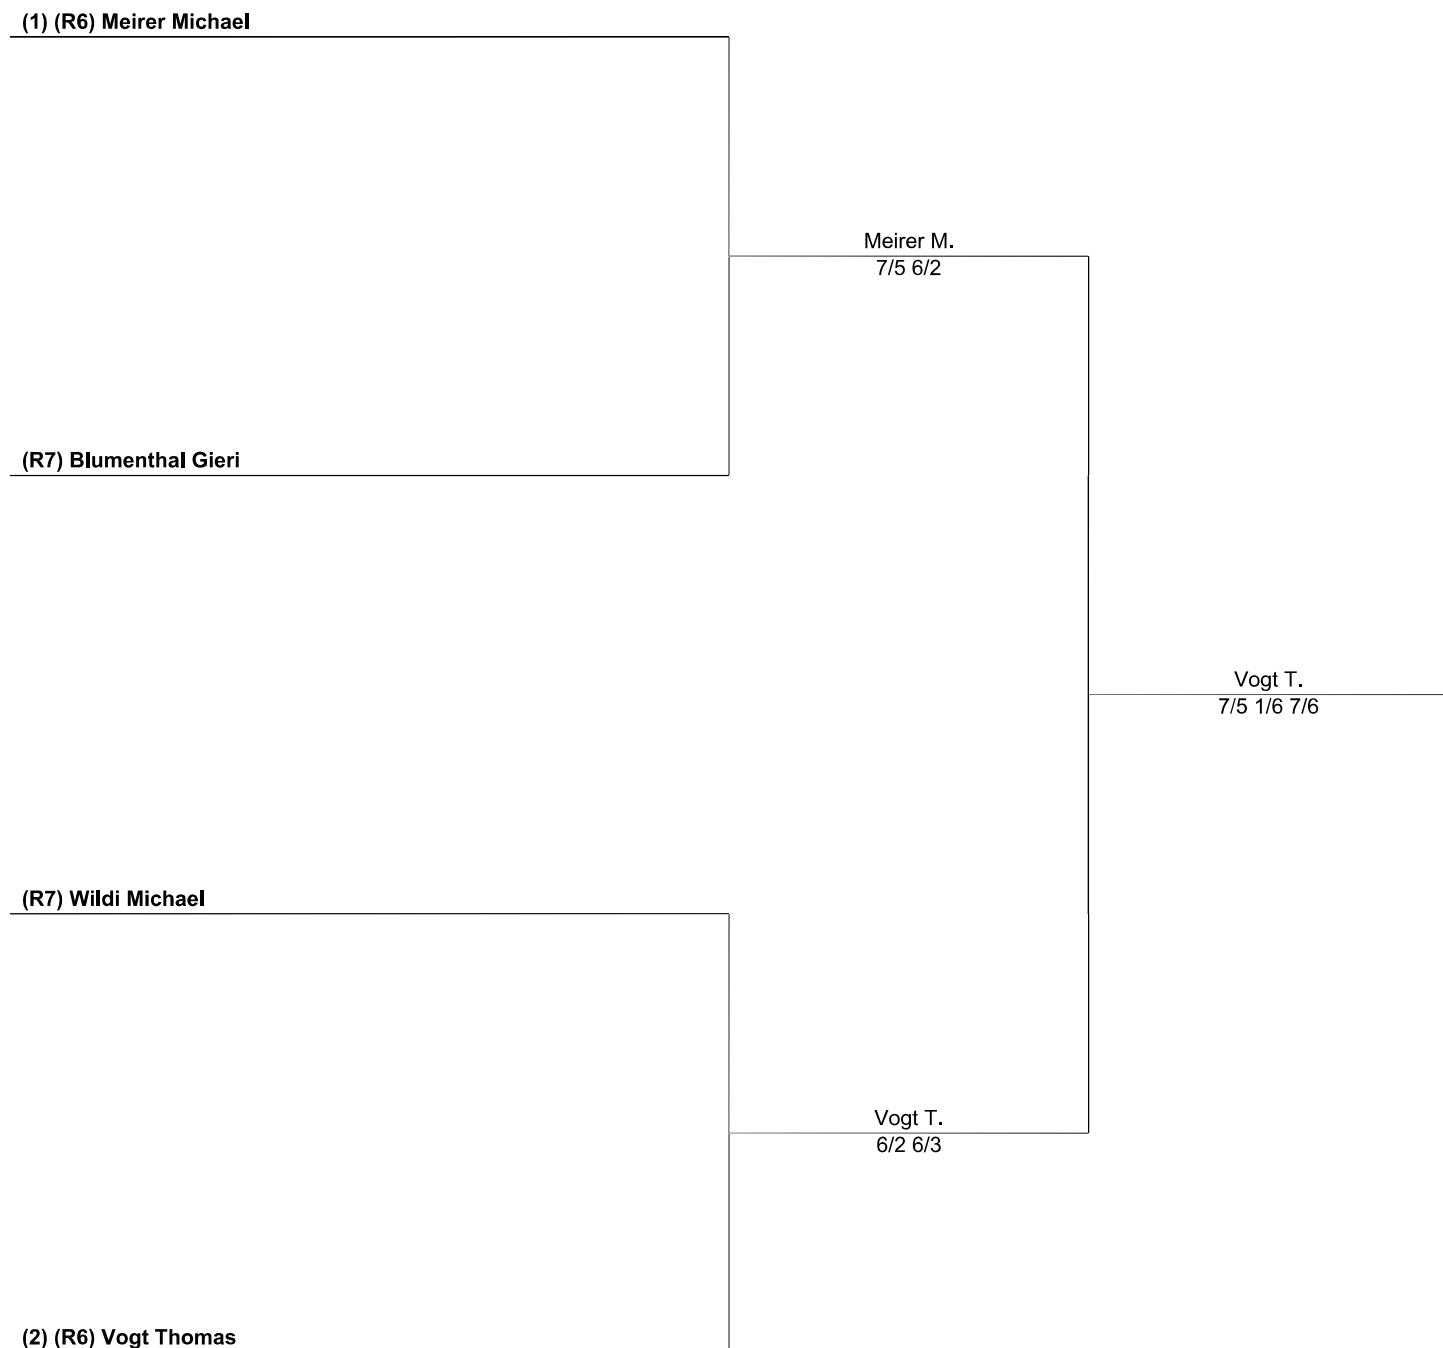 (1) (R6) Meirer Michael
Meirer M.
7/5 6/2
(R7) Blumenthal Gieri
Vogt T.
7/5 1/6 7/6
(R7) Wildi Michael
Vogt T.
6/2 6/3
(2) (R6) Vogt Thomas